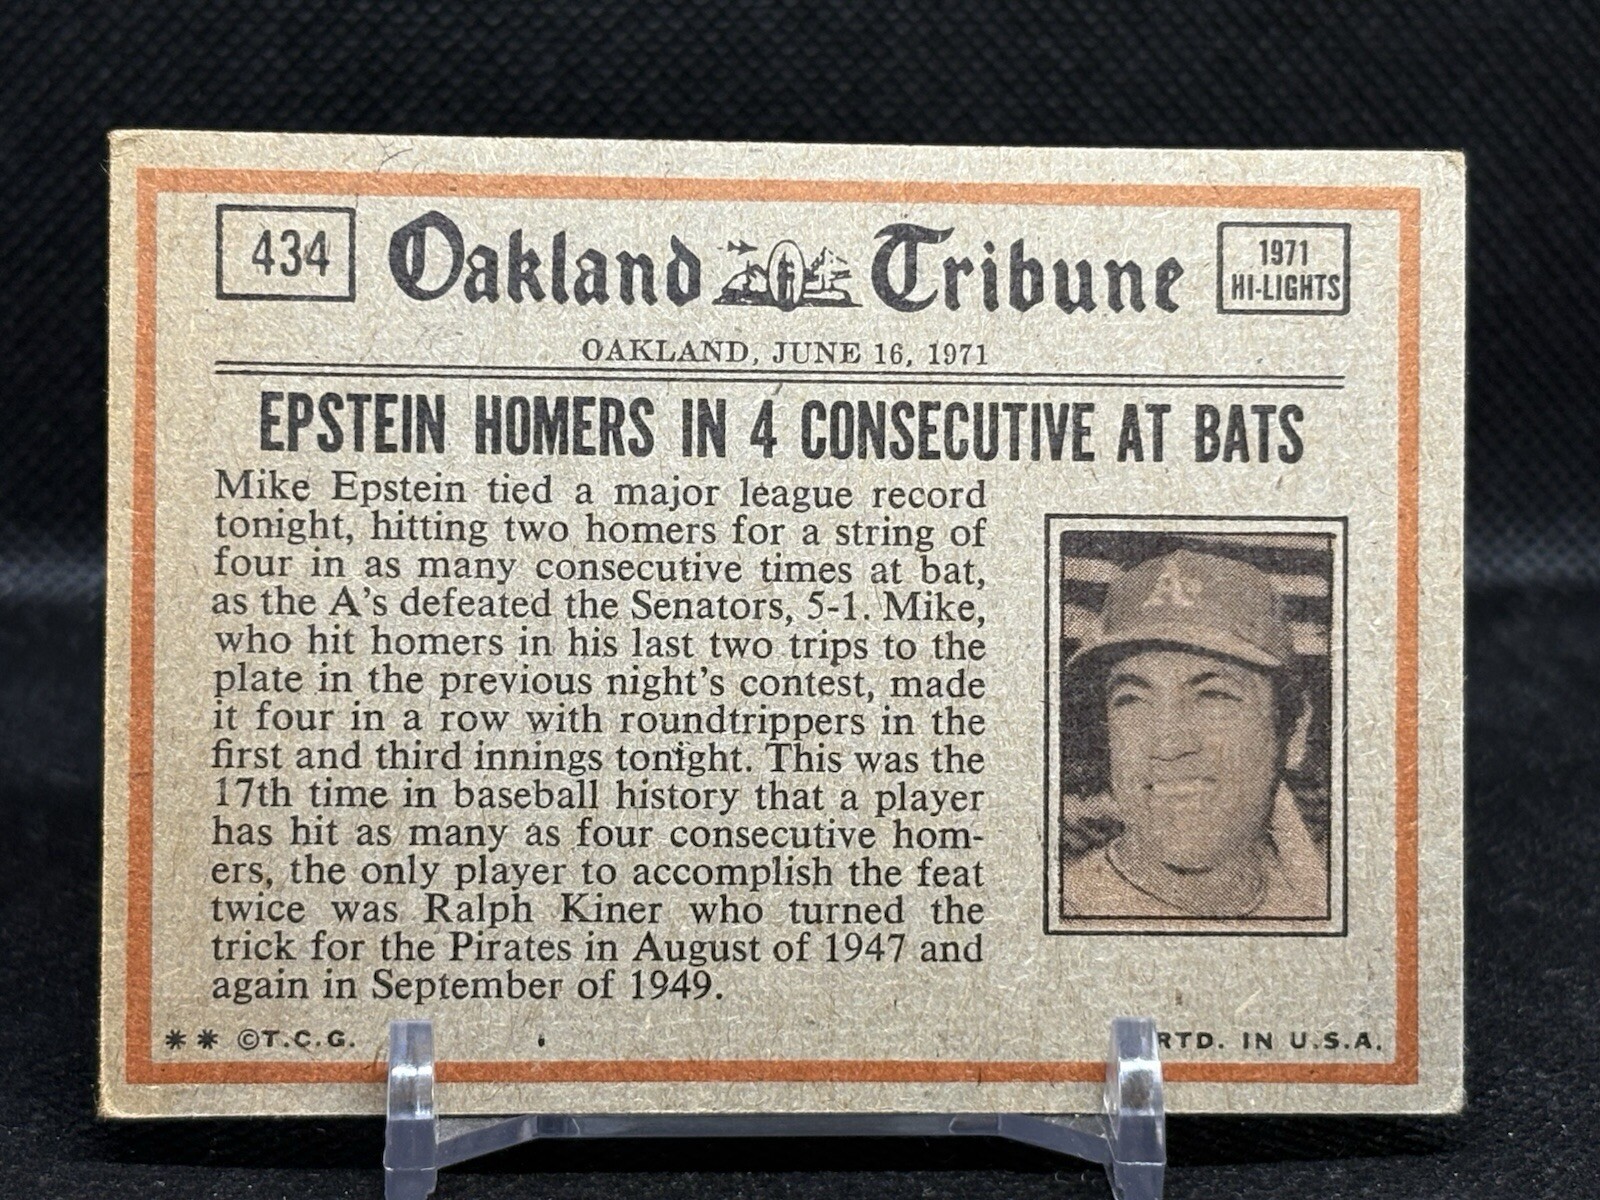 434
Oakland Tribune
1971
HI-LIGHTS
OAKLAND, JUNE 16, 1971
EPSTEIN HOMERS IN 4 CONSECUTIVE AT BATS
Mike Epstein tied a major league record
tonight, hitting two homers for a string of
four in as many consecutive times at bat,
as the A's defeated the Senators, 5-1. Mike,
who hit homers in his last two trips to the
plate in the previous night's contest, made
it four in a row with roundtrippers in the
first and third innings tonight. This was the
17th time in baseball history that a player
has hit as many as four consecutive hom-
ers, the only player to accomplish the feat
twice was Ralph Kiner who turned the
trick for the Pirates in August of 1947 and
again in September of 1949.
A's
** ©T.C.G.
RTD. IN U.S.A.